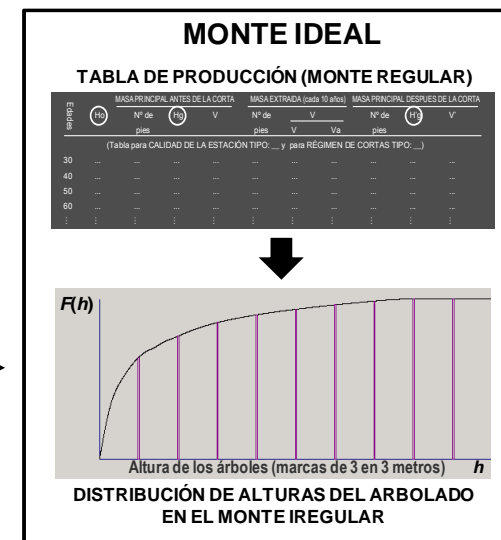 MONTE IDEAL
TABLA DE PRODUCCIÓN (MONTE REGULAR)
Edades
MASA PRINCIPAL ANTES DE LA CORTA MASA EXTRAIDA (cada 10 años) MASA PRINCIPAL DESPUES DE LA CORTA
Ho Nº de Hg V Nº de V Nº de H'g V'
pies pies V Va pies
(Tabla para CALIDAD DE LA ESTACIÓN TIPO: __ y para RÉGIMEN DE CORTAS TIPO: __)
30 ... ... ... ... ... ... ... ... ... ...
40 ... ... ... ... ... ... ... ... ... ...
50 ... ... ... ... ... ... ... ... ... ...
60 ... ... ... ... ... ... ... ... ... ...
⋮ ⋮ ⋮ ⋮ ⋮ ⋮ ⋮ ⋮ ⋮ ⋮ ⋮
F(h)
Altura de los árboles (marcas de 3 en 3 metros) h
DISTRIBUCIÓN DE ALTURAS DEL ARBOLADO
EN EL MONTE IREGULAR